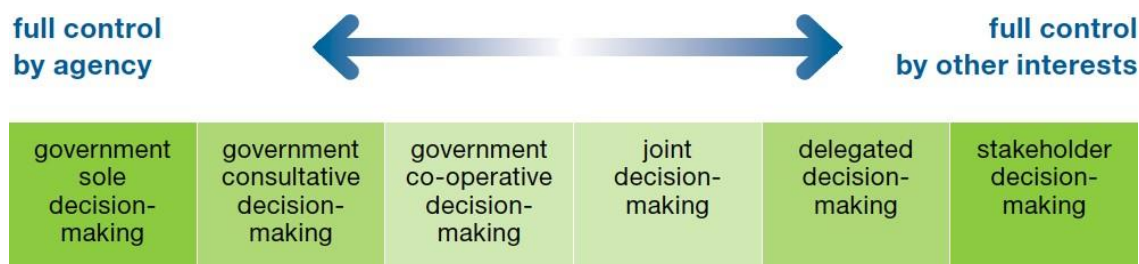 full control
by agency
full control
by other interests
government
sole
decision-
making
government
consultative
decision-
making
government
co-operative
decision-
making
joint
decision-
making
delegated
decision-
making
stakeholder
decision-
making